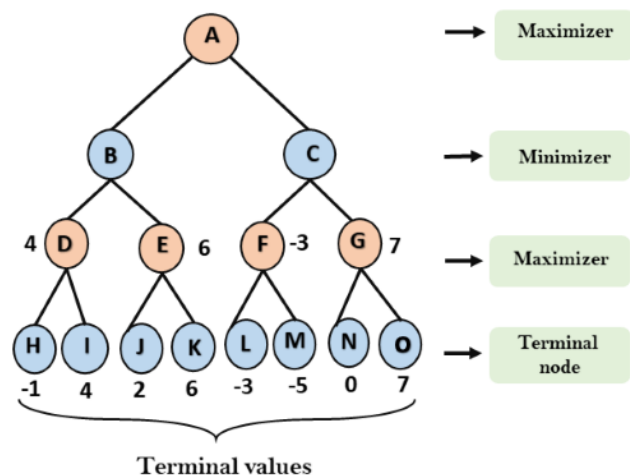 A
Maximizer
B
C
Minimizer
4 D E 6 F -3 G 7
Maximizer
H I J K L M N O
Terminal
node
-1 4 2 6 -3 -5 0 7
Terminal values